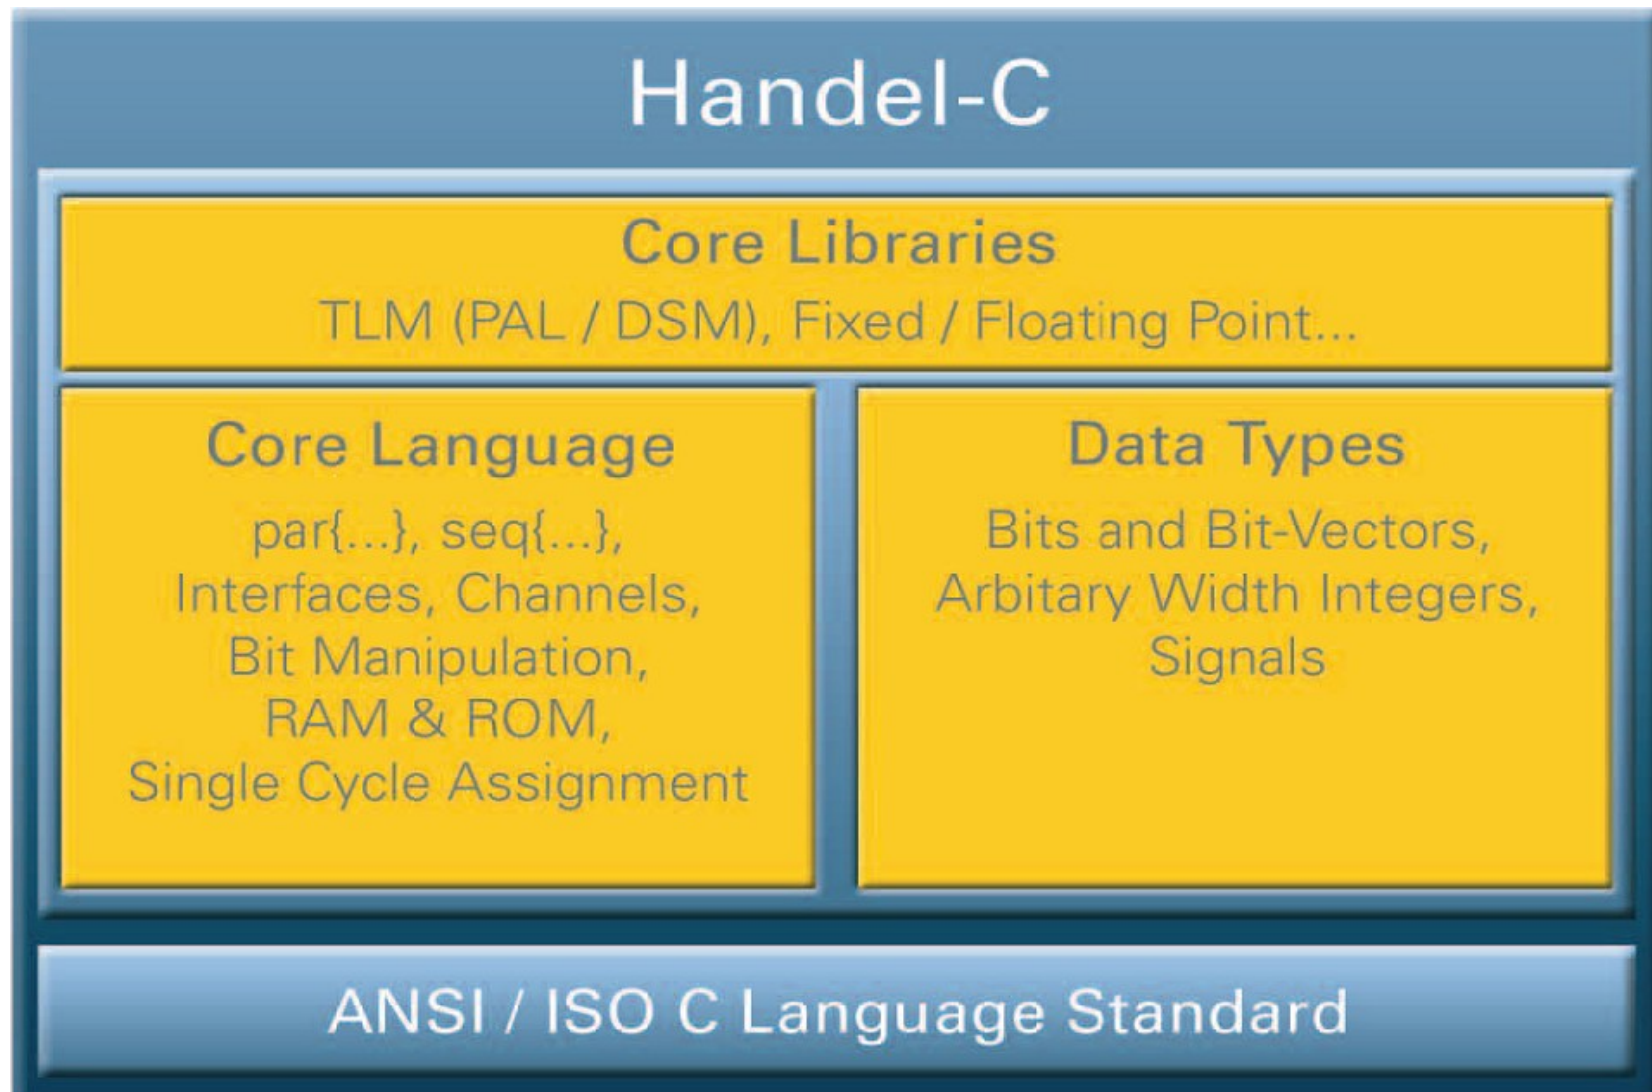 Handel-C
Core Libraries
TLM (PAL / DSM), Fixed / Floating Point...
Core Language
par{...}, seq{...},
Interfaces, Channels,
Bit Manipulation,
RAM & ROM,
Single Cycle Assignment
Data Types
Bits and Bit-Vectors,
Arbitary Width Integers,
Signals
ANSI / ISO C Language Standard